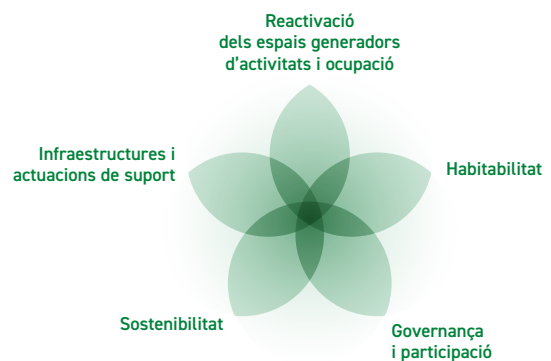 Reactivació
dels espais generadors
d’activitats i ocupació
Infraestructures i
actuacions de suport
Habitabilitat
Sostenibilitat
Governança
i participació